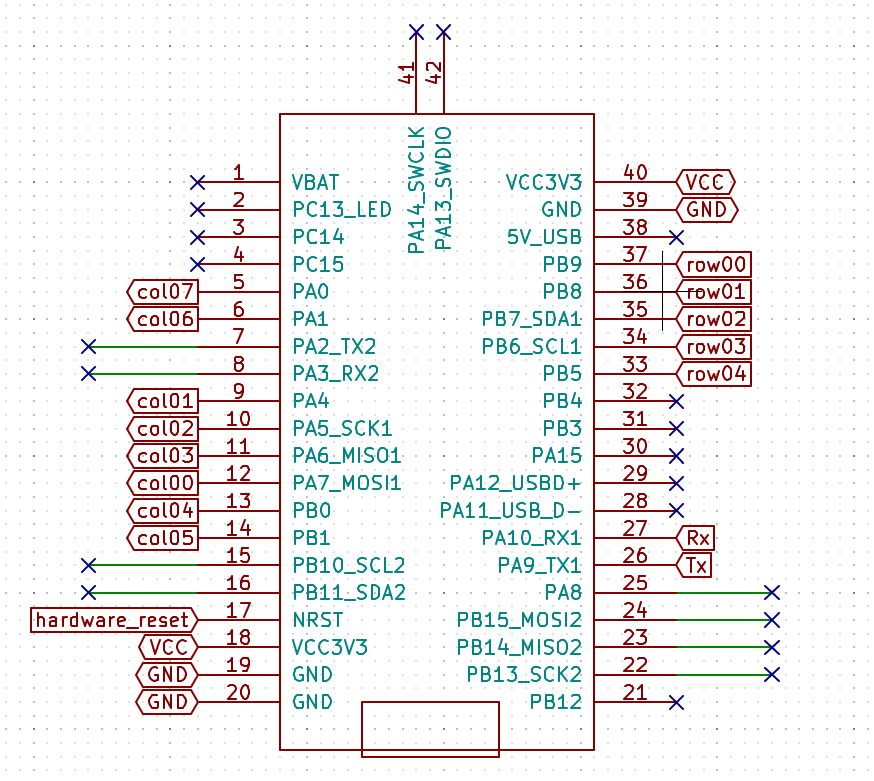 41 42
PA14_SWCLK PA13_SWDIO
1 VBAT VCC3V3 40 VCC
2 PC13_LED GND 39 GND
3 PC14 5V_USB 38
4 PC15 PB9 37 row00
col07 5 PA0 PB8 36 row01
col06 6 PA1 PB7_SDA1 35 row02
7 PA2_TX2 PB6_SCL1 34 row03
8 PA3_RX2 PB5 33 row04
col01 9 PA4 PB4 32
col02 10 PA5_SCK1 PB3 31
col03 11 PA6_MISO1 PA15 30
col00 12 PA7_MOSI1 PA12_USBD+ 29
col04 13 PB0 PA11_USB_D- 28
col05 14 PB1 PA10_RX1 27 Rx
15 PB10_SCL2 PA9_TX1 26 Tx
16 PB11_SDA2 PA8 25
hardware_reset 17 NRST PB15_MOSI2 24
VCC 18 VCC3V3 PB14_MISO2 23
GND 19 GND PB13_SCK2 22
GND 20 GND PB12 21